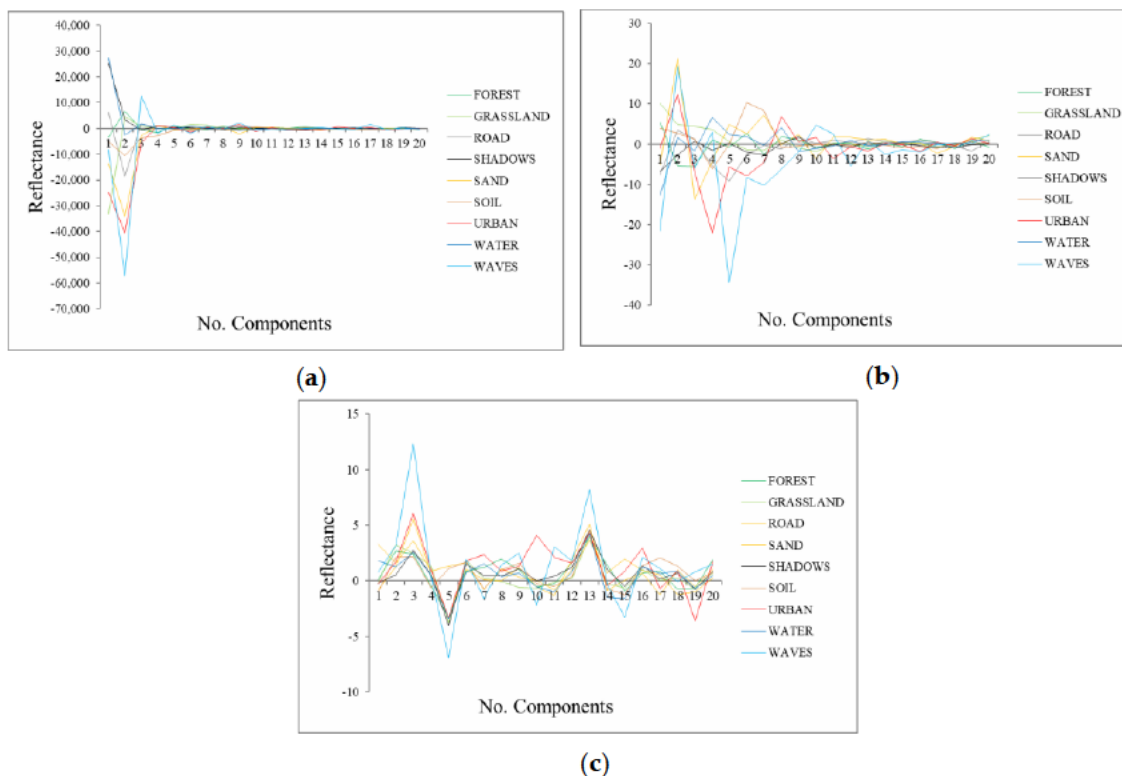 40,000
30,000
20,000
10,000
0
-10,000
-20,000
-30,000
-40,000
-50,000
-60,000
-70,000
Reflectance
1 2 3 4 5 6 7 8 9 10 11 12 13 14 15 16 17 18 19 20
No. Components
FOREST
GRASSLAND
ROAD
SHADOWS
SAND
SOIL
URBAN
WATER
WAVES
(a)
30
20
10
0
-10
-20
-30
-40
Reflectance
1 2 3 4 5 6 7 8 9 10 11 12 13 14 15 16 17 18 19 20
No. Components
FOREST
GRASSLAND
ROAD
SAND
SHADOWS
SOIL
URBAN
WATER
WAVES
(b)
15
10
5
0
-5
-10
Reflectance
1 2 3 4 5 6 7 8 9 10 11 12 13 14 15 16 17 18 19 20
No. Components
FOREST
GRASSLAND
ROAD
SAND
SHADOWS
SOIL
URBAN
WATER
WAVES
(c)